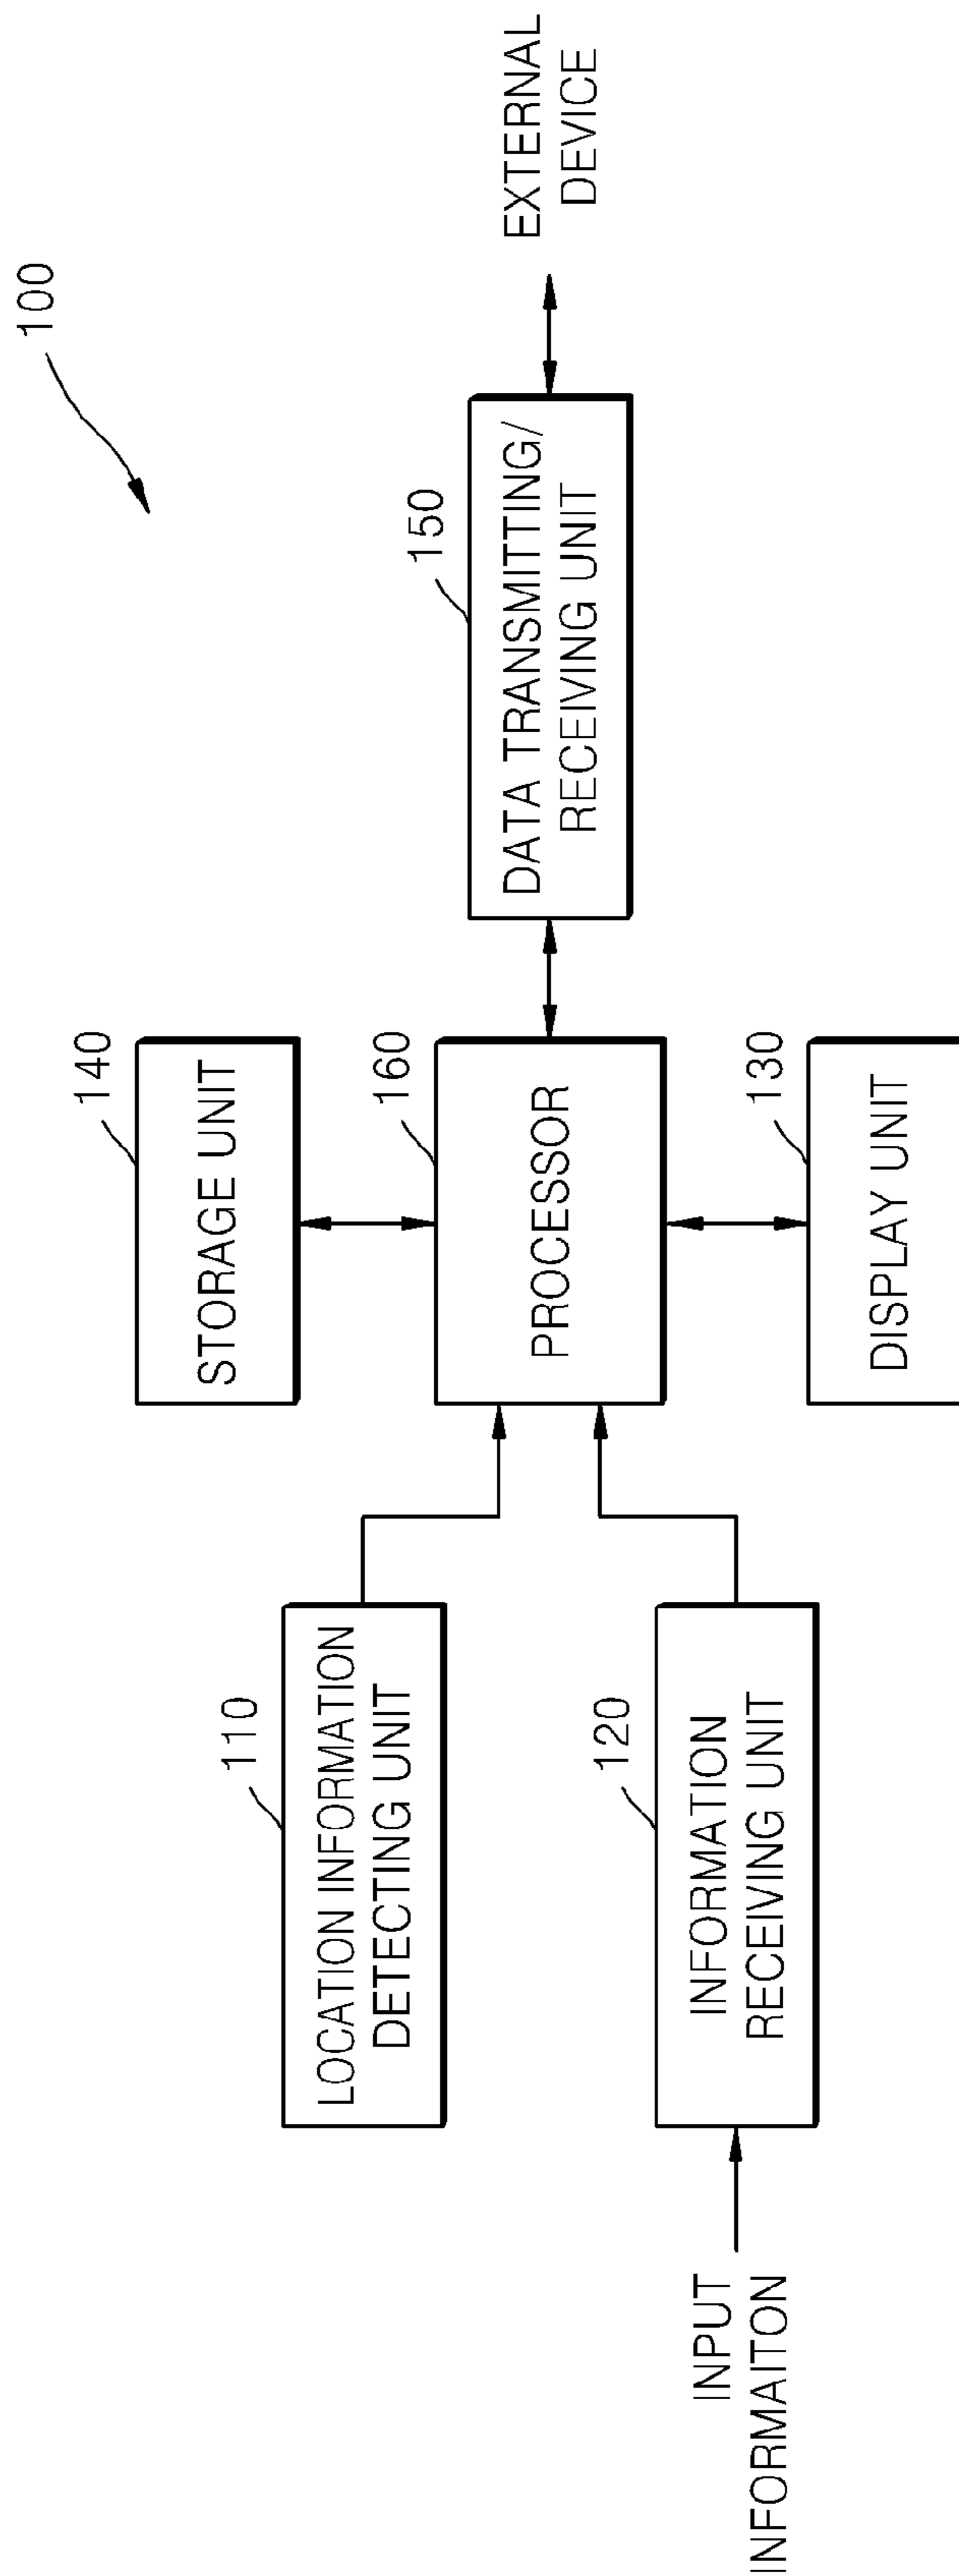 100
140
STORAGE UNIT
110
LOCATION INFORMATION
DETECTING UNIT
160
PROCESSOR
150
DATA TRANSMITTING/
RECEIVING UNIT
EXTERNAL
DEVICE
120
INFORMATION
RECEIVING UNIT
INPUT
INFORMAITON
130
DISPLAY UNIT